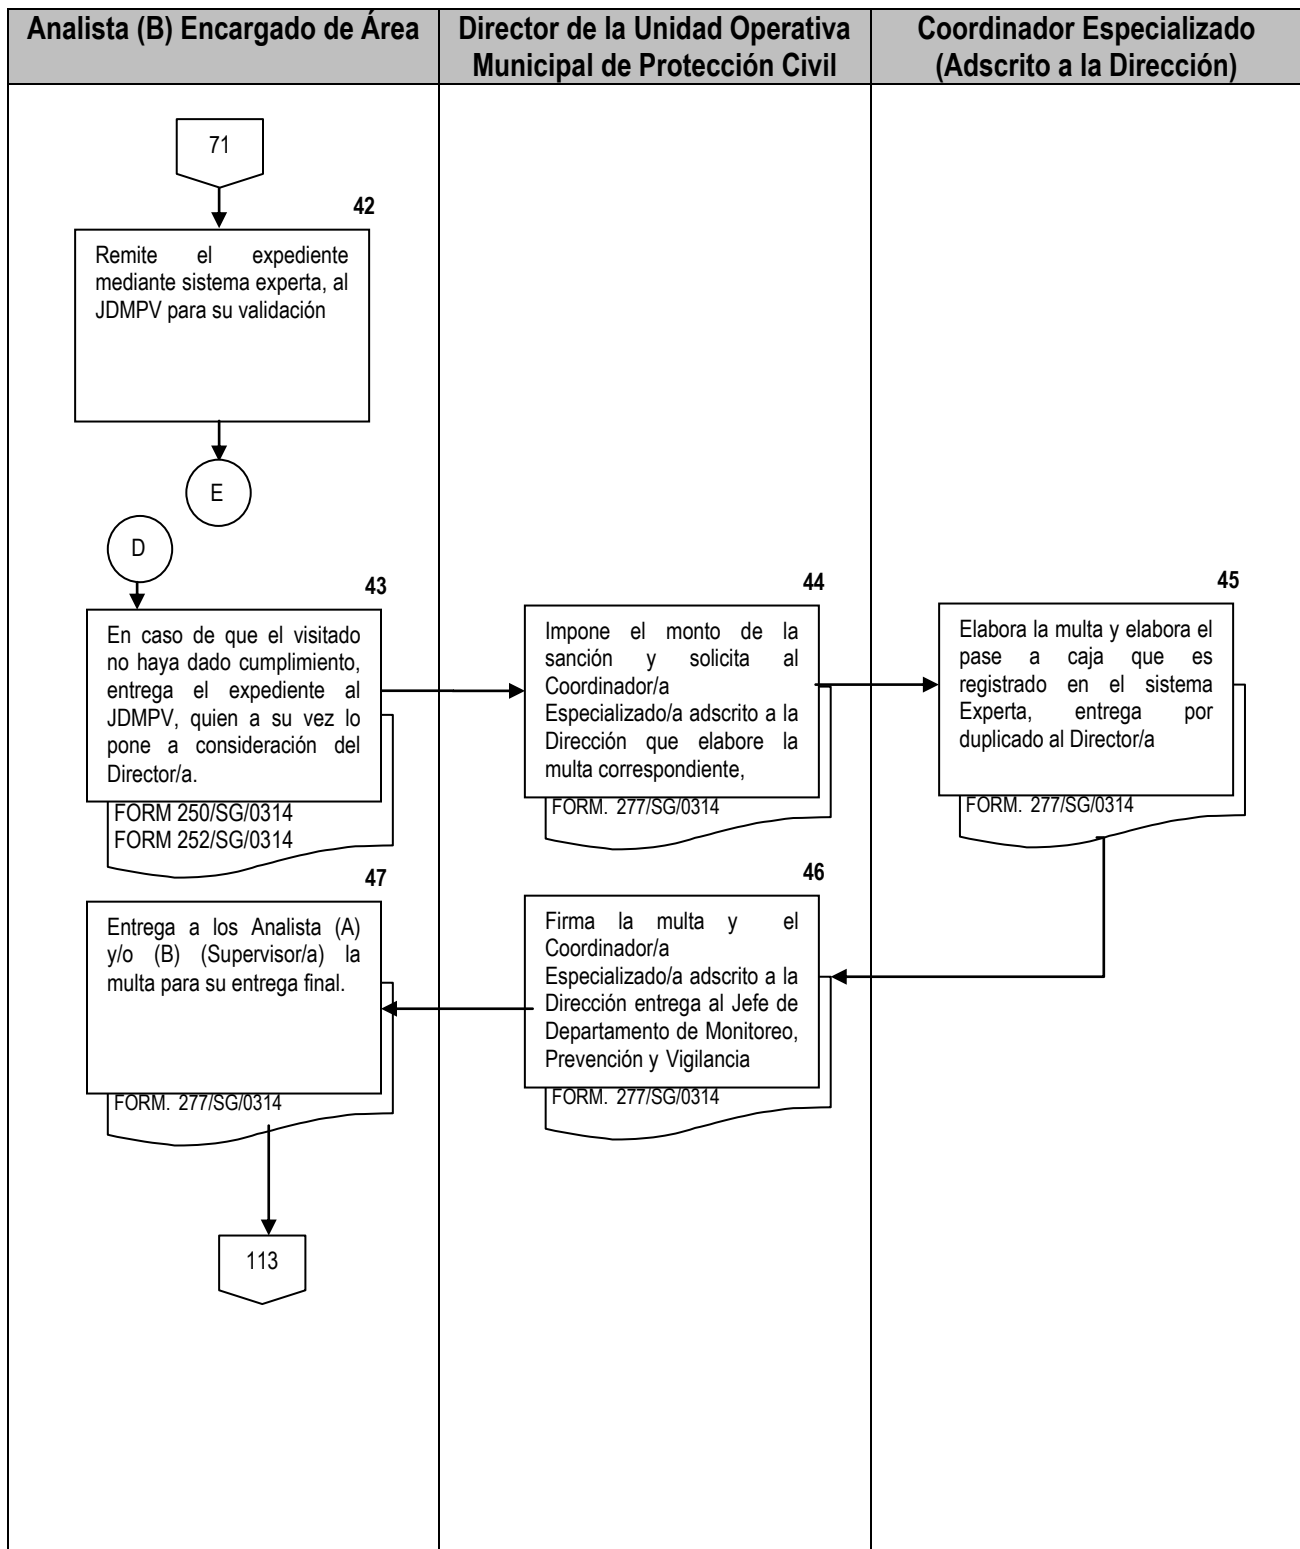 Analista (B) Encargado de Área
Director de la Unidad Operativa
Municipal de Protección Civil
Coordinador Especializado
(Adscrito a la Dirección)
71
42
Remite el expediente
mediante sistema experta, al
JDMPV para su validación
E
D
43
En caso de que el visitado
no haya dado cumplimiento,
entrega el expediente al
JDMPV, quien a su vez lo
pone a consideración del
Director/a.
FORM 250/SG/0314
FORM 252/SG/0314
44
Impone el monto de la
sanción y solicita al
Coordinador/a
Especializado/a adscrito a la
Dirección que elabore la
multa correspondiente,
FORM. 277/SG/0314
45
Elabora la multa y elabora el
pase a caja que es
registrado en el sistema
Experta, entrega por
duplicado al Director/a
FORM. 277/SG/0314
46
Firma la multa y el
Coordinador/a
Especializado/a adscrito a la
Dirección entrega al Jefe de
Departamento de Monitoreo,
Prevención y Vigilancia
FORM. 277/SG/0314
47
Entrega a los Analista (A)
y/o (B) (Supervisor/a) la
multa para su entrega final.
FORM. 277/SG/0314
113